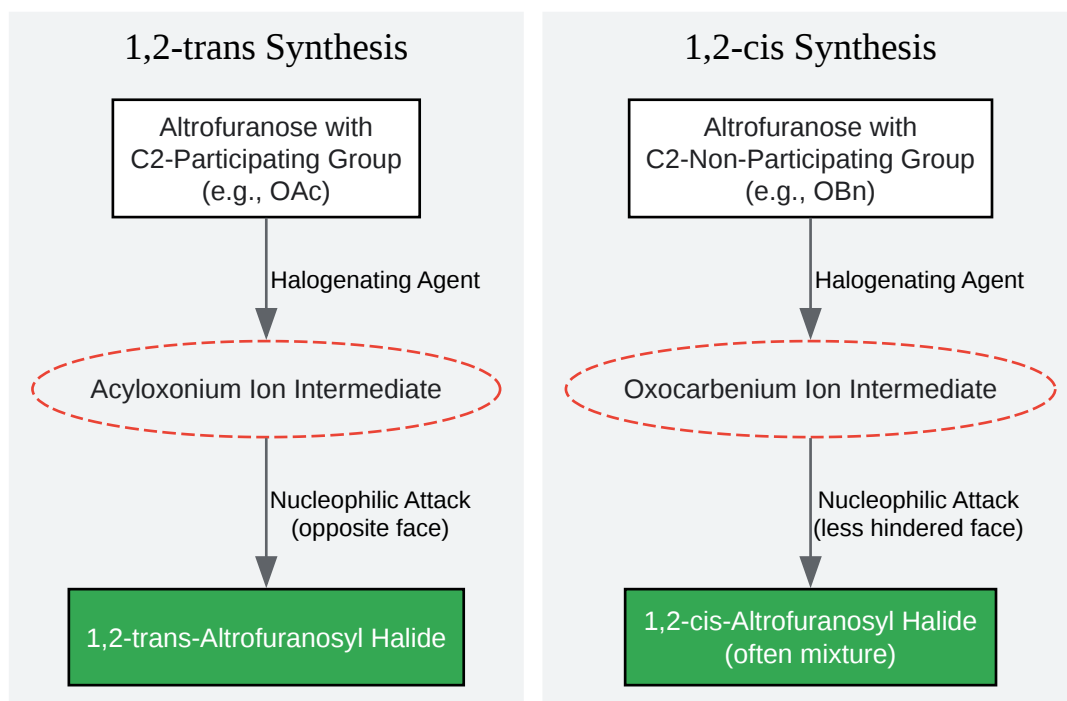 1,2-trans Synthesis
Altrofuranose with
C2-Participating Group
(e.g., OAc)
Halogenating Agent
Acyloxonium Ion Intermediate
Nucleophilic Attack
(opposite face)
1,2-trans-Altrofuranosyl Halide
1,2-cis Synthesis
Altrofuranose with
C2-Non-Participating Group
(e.g., OBn)
Halogenating Agent
Oxocarbenium Ion Intermediate
Nucleophilic Attack
(less hindered face)
1,2-cis-Altrofuranosyl Halide
(often mixture)